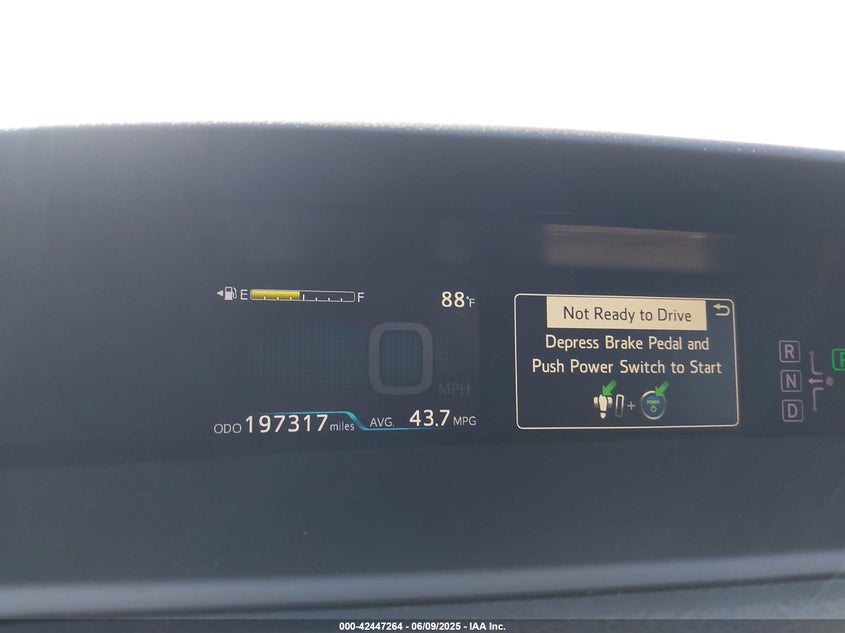 E F
88°F
0
MPH
ODO 197317 miles AVG. 43.7 MPG
Not Ready to Drive
Depress Brake Pedal and
Push Power Switch to Start
+
POWER
R
N
D
000-42447264 - 06/09/2025 - IAA Inc.